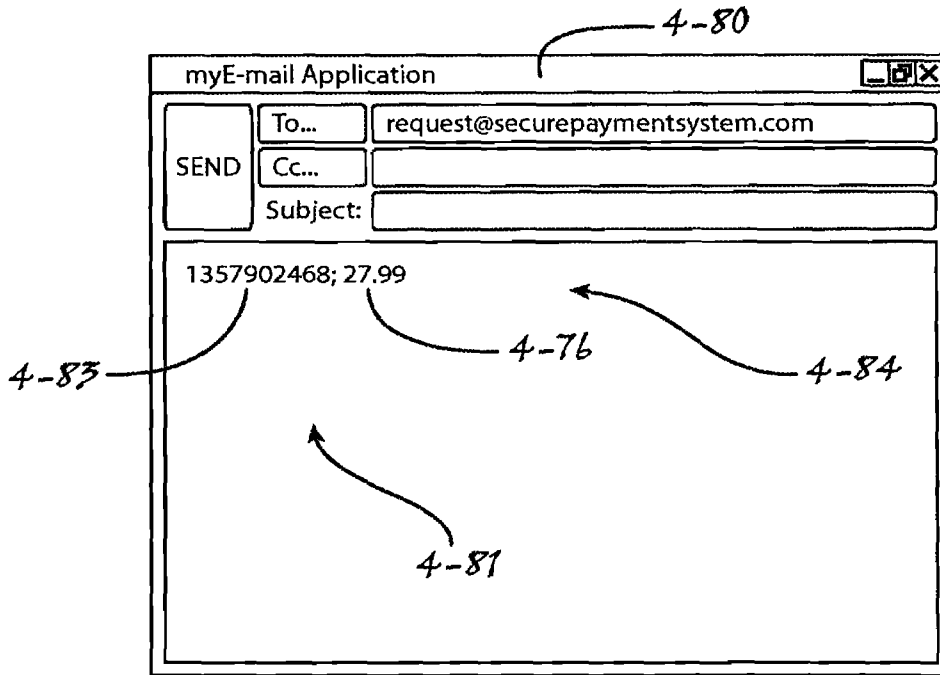 4-80
myE-mail Application
To... request@securepaymentsystem.com
SEND Cc...
Subject:
1357902468; 27.99
4-76
4-83
4-84
4-81